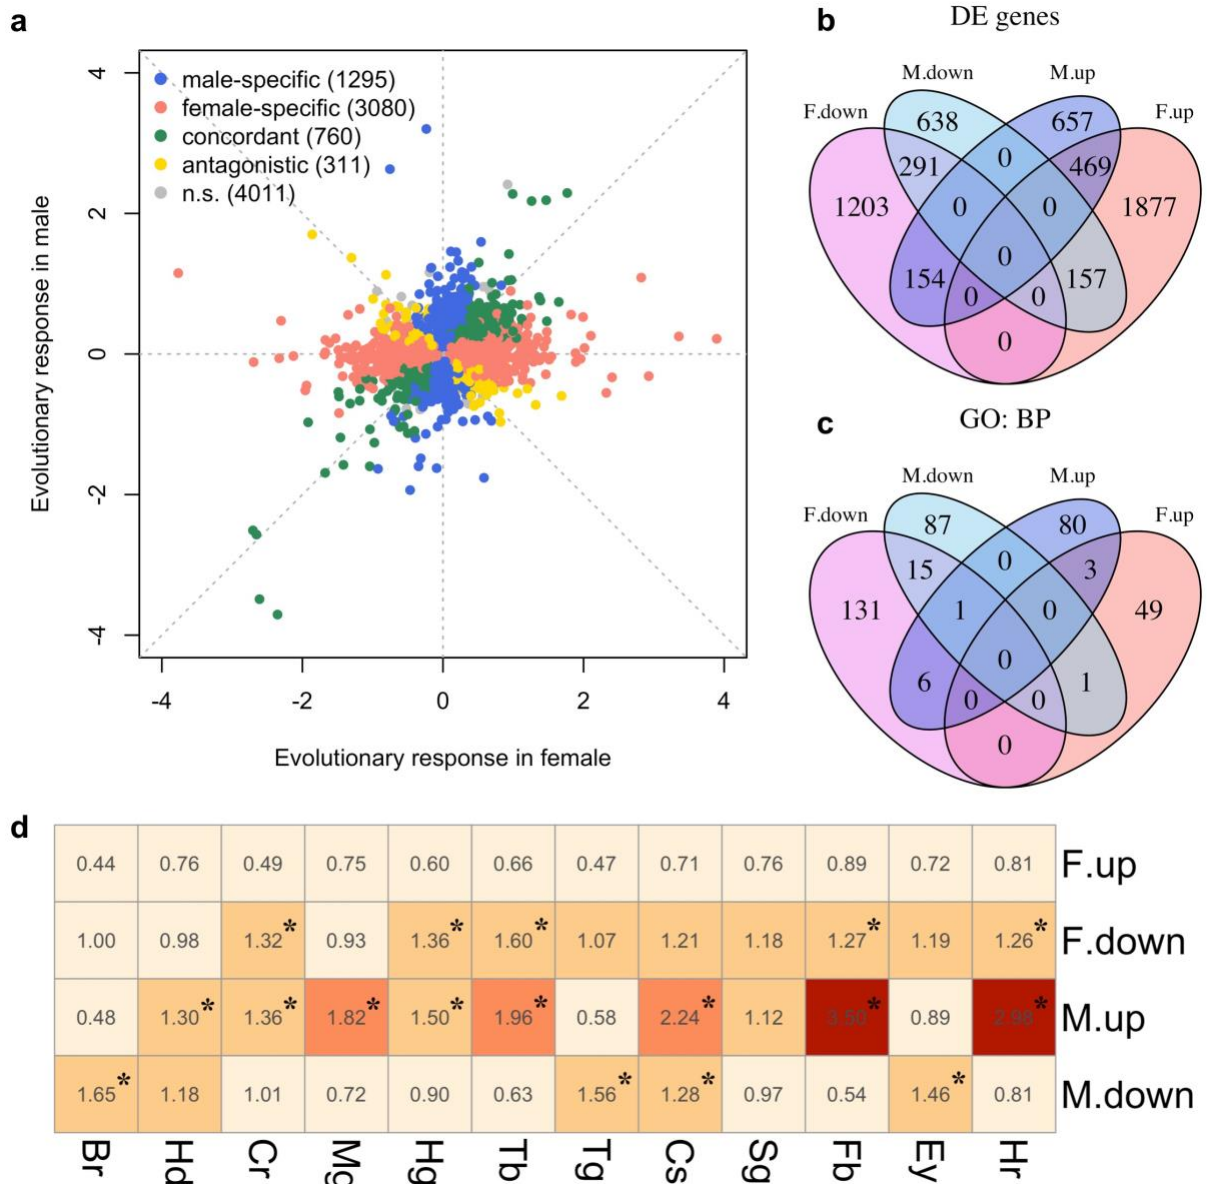 a
male-specific (1295)
female-specific (3080)
concordant (760)
antagonistic (311)
n.s. (4011)
4
2
0
-2
-4
Evolutionary response in male
-4 -2 0 2 4
Evolutionary response in female
b
DE genes
M.down M.up
F.down F.up
638 657
0
291 469
1203 0 0 1877
0
154 157
0 0
0
c
GO: BP
M.down M.up
F.down F.up
87 80
0
15 3
131 1 0 49
0
6 1
0 0
0
d
0.44 0.76 0.49 0.75 0.60 0.66 0.47 0.71 0.76 0.89 0.72 0.81 F.up
1.00 0.98 1.32* 0.93 1.36* 1.60* 1.07 1.21 1.18 1.27* 1.19 1.26* F.down
0.48 1.30* 1.36* 1.82* 1.50* 1.96* 0.58 2.24* 1.12 3.50* 0.89 2.98* M.up
1.65* 1.18 1.01 0.72 0.90 0.63 1.56* 1.28* 0.97 0.54 1.46* 0.81 M.down
Br Hd Cr Mg Hg Tb Tg Cs Sg Fb Ey Hr